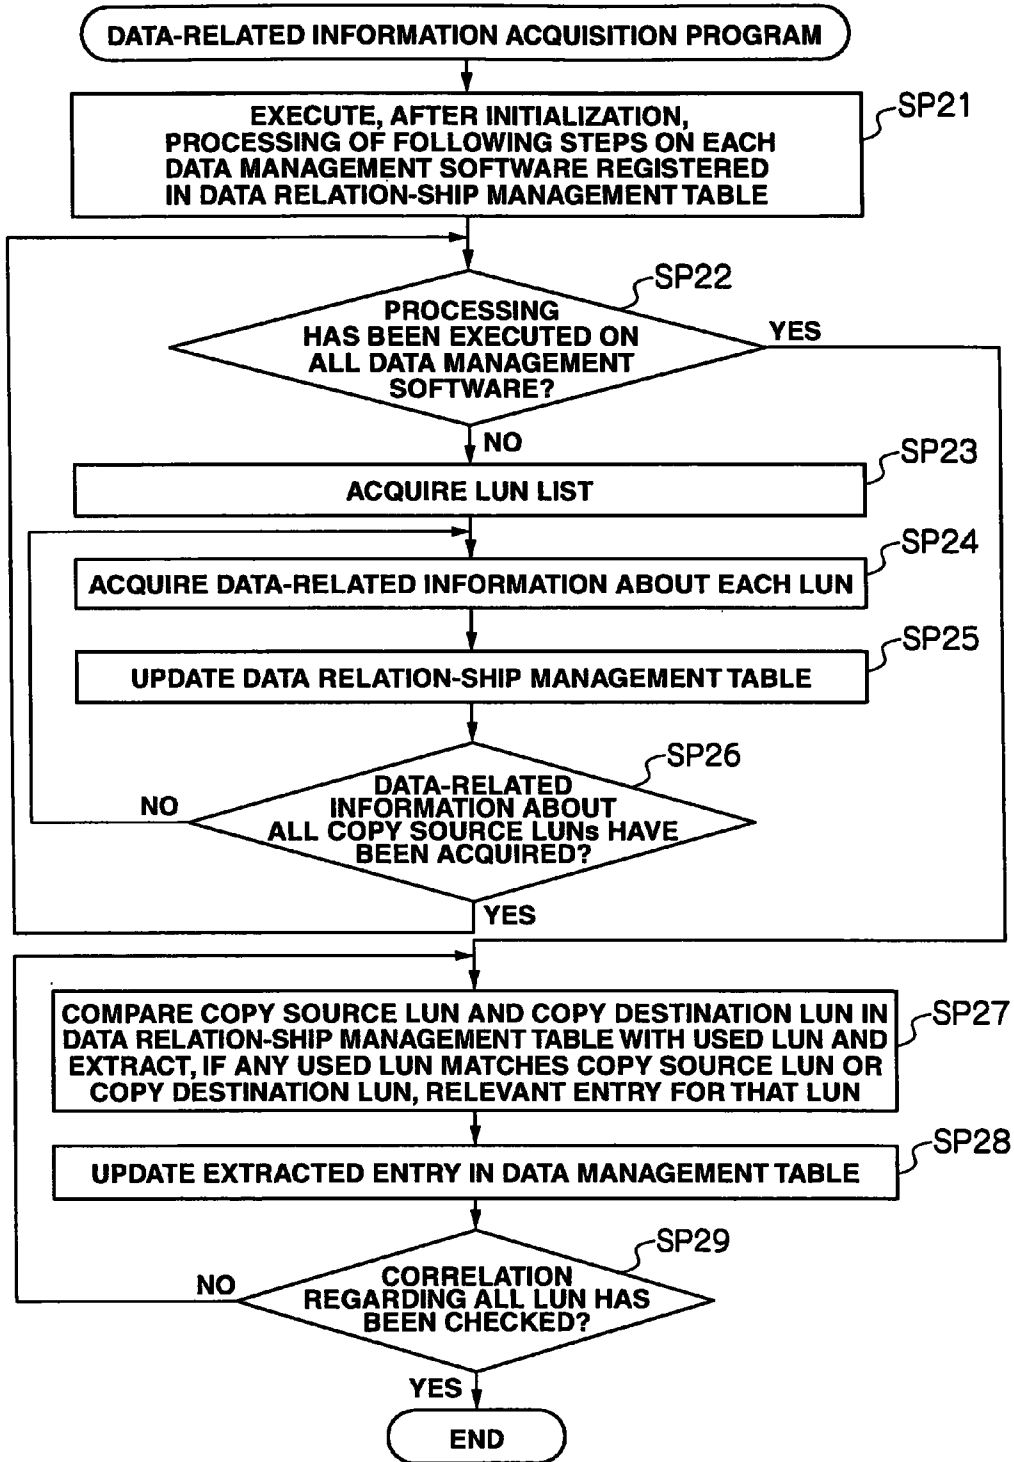 DATA-RELATED INFORMATION ACQUISITION PROGRAM
SP21
EXECUTE, AFTER INITIALIZATION,
PROCESSING OF FOLLOWING STEPS ON EACH
DATA MANAGEMENT SOFTWARE REGISTERED
IN DATA RELATION-SHIP MANAGEMENT TABLE
SP22
PROCESSING
HAS BEEN EXECUTED ON
ALL DATA MANAGEMENT
SOFTWARE?
YES
NO
SP23
ACQUIRE LUN LIST
SP24
ACQUIRE DATA-RELATED INFORMATION ABOUT EACH LUN
SP25
UPDATE DATA RELATION-SHIP MANAGEMENT TABLE
SP26
DATA-RELATED
INFORMATION ABOUT
ALL COPY SOURCE LUNs HAVE
BEEN ACQUIRED?
NO
YES
SP27
COMPARE COPY SOURCE LUN AND COPY DESTINATION LUN IN
DATA RELATION-SHIP MANAGEMENT TABLE WITH USED LUN AND
EXTRACT, IF ANY USED LUN MATCHES COPY SOURCE LUN OR
COPY DESTINATION LUN, RELEVANT ENTRY FOR THAT LUN
SP28
UPDATE EXTRACTED ENTRY IN DATA MANAGEMENT TABLE
SP29
CORRELATION
REGARDING ALL LUN HAS
BEEN CHECKED?
NO
YES
END